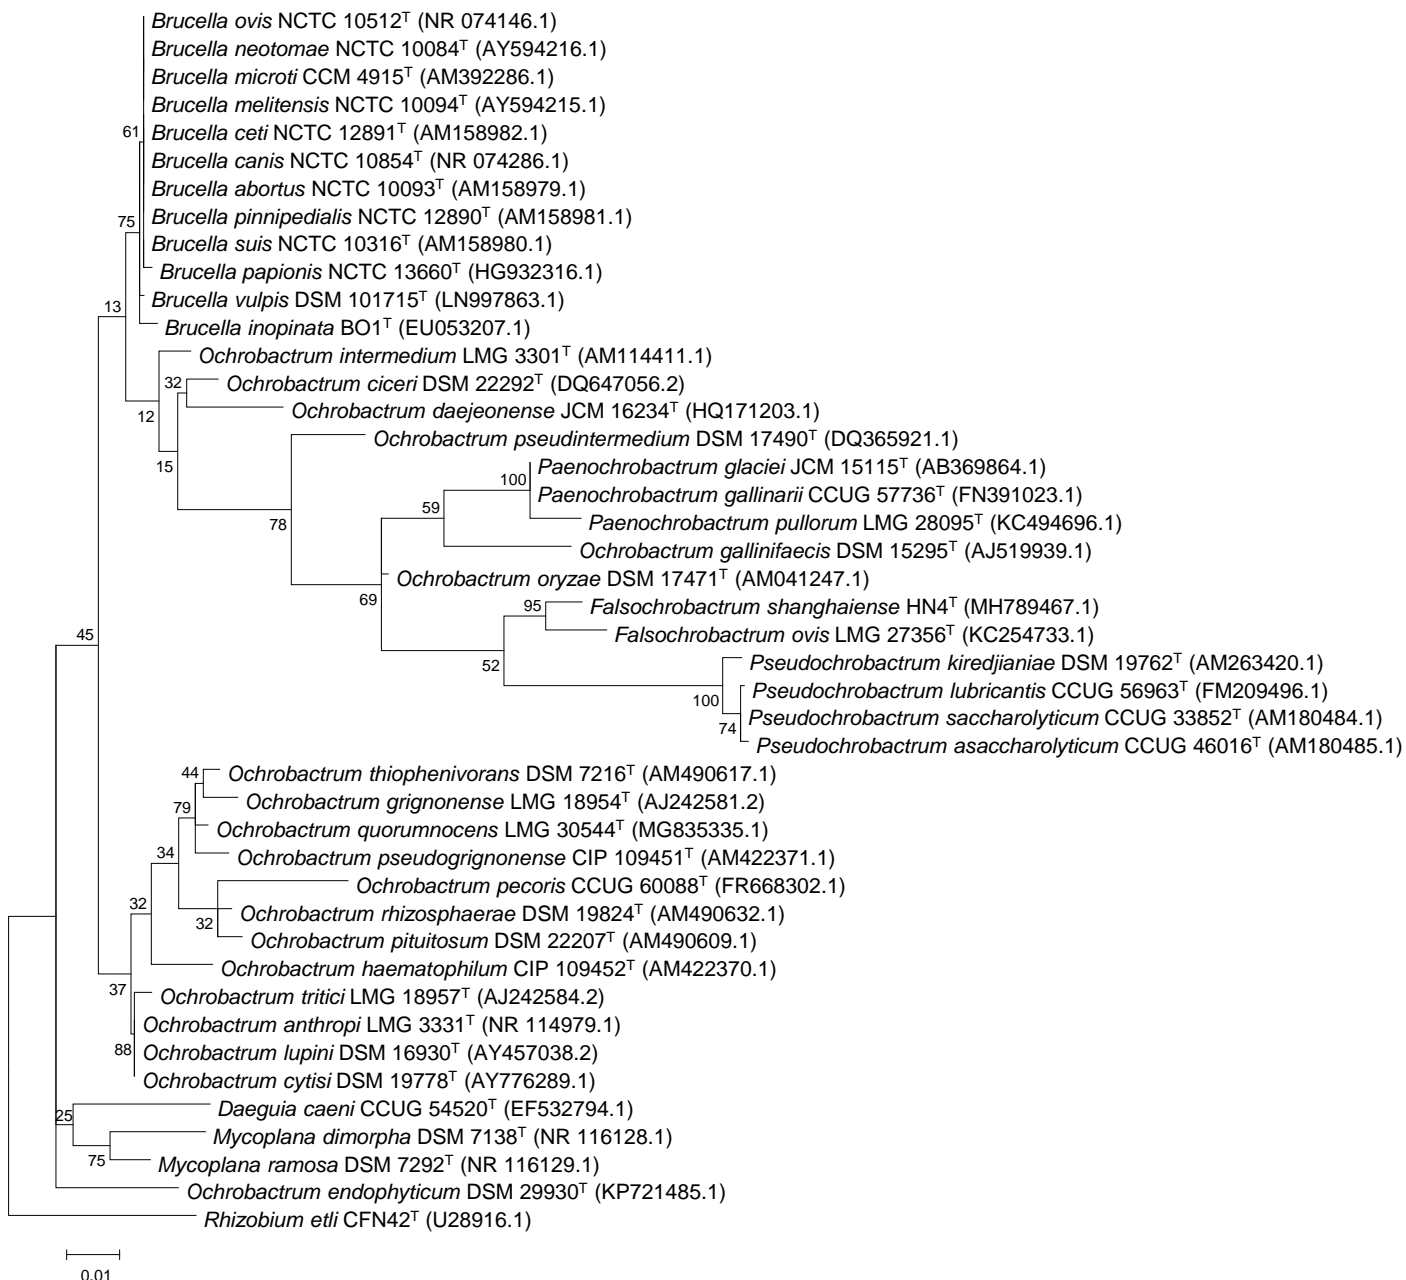 Brucella ovis NCTC 10512T (NR 074146.1)
Brucella neotomae NCTC 10084T (AY594216.1)
Brucella microti CCM 4915T (AM392286.1)
Brucella melitensis NCTC 10094T (AY594215.1)
61
Brucella ceti NCTC 12891T (AM158982.1)
Brucella canis NCTC 10854T (NR 074286.1)
Brucella abortus NCTC 10093T (AM158979.1)
75
Brucella pinnipedialis NCTC 12890T (AM158981.1)
Brucella suis NCTC 10316T (AM158980.1)
Brucella papionis NCTC 13660T (HG932316.1)
Brucella vulpis DSM 101715T (LN997863.1)
13
Brucella inopinata BO1T (EU053207.1)
Ochrobactrum intermedium LMG 3301T (AM114411.1)
32
Ochrobactrum ciceri DSM 22292T (DQ647056.2)
12
Ochrobactrum daejeonense JCM 16234T (HQ171203.1)
Ochrobactrum pseudintermedium DSM 17490T (DQ365921.1)
15
Paenochrobactrum glaciei JCM 15115T (AB369864.1)
100
Paenochrobactrum gallinarii CCUG 57736T (FN391023.1)
59
78
Paenochrobactrum pullorum LMG 28095T (KC494696.1)
Ochrobactrum gallinifaecis DSM 15295T (AJ519939.1)
Ochrobactrum oryzae DSM 17471T (AM041247.1)
69
95
Falsochrobactrum shanghaiense HN4T (MH789467.1)
45
Falsochrobactrum ovis LMG 27356T (KC254733.1)
52
Pseudochrobactrum kiredjianiae DSM 19762T (AM263420.1)
Pseudochrobactrum lubricantis CCUG 56963T (FM209496.1)
100
Pseudochrobactrum saccharolyticum CCUG 33852T (AM180484.1)
74
Pseudochrobactrum asaccharolyticum CCUG 46016T (AM180485.1)
44
Ochrobactrum thiophenivorans DSM 7216T (AM490617.1)
Ochrobactrum grignonense LMG 18954T (AJ242581.2)
79
Ochrobactrum quorumnocens LMG 30544T (MG835335.1)
34
Ochrobactrum pseudogrignonense CIP 109451T (AM422371.1)
Ochrobactrum pecoris CCUG 60088T (FR668302.1)
32
Ochrobactrum rhizosphaerae DSM 19824T (AM490632.1)
32
Ochrobactrum pituitosum DSM 22207T (AM490609.1)
Ochrobactrum haematophilum CIP 109452T (AM422370.1)
37
Ochrobactrum tritici LMG 18957T (AJ242584.2)
Ochrobactrum anthropi LMG 3331T (NR 114979.1)
88
Ochrobactrum lupini DSM 16930T (AY457038.2)
Ochrobactrum cytisi DSM 19778T (AY776289.1)
25
Daeguia caeni CCUG 54520T (EF532794.1)
Mycoplana dimorpha DSM 7138T (NR 116128.1)
75
Mycoplana ramosa DSM 7292T (NR 116129.1)
Ochrobactrum endophyticum DSM 29930T (KP721485.1)
Rhizobium etli CFN42T (U28916.1)
0.01